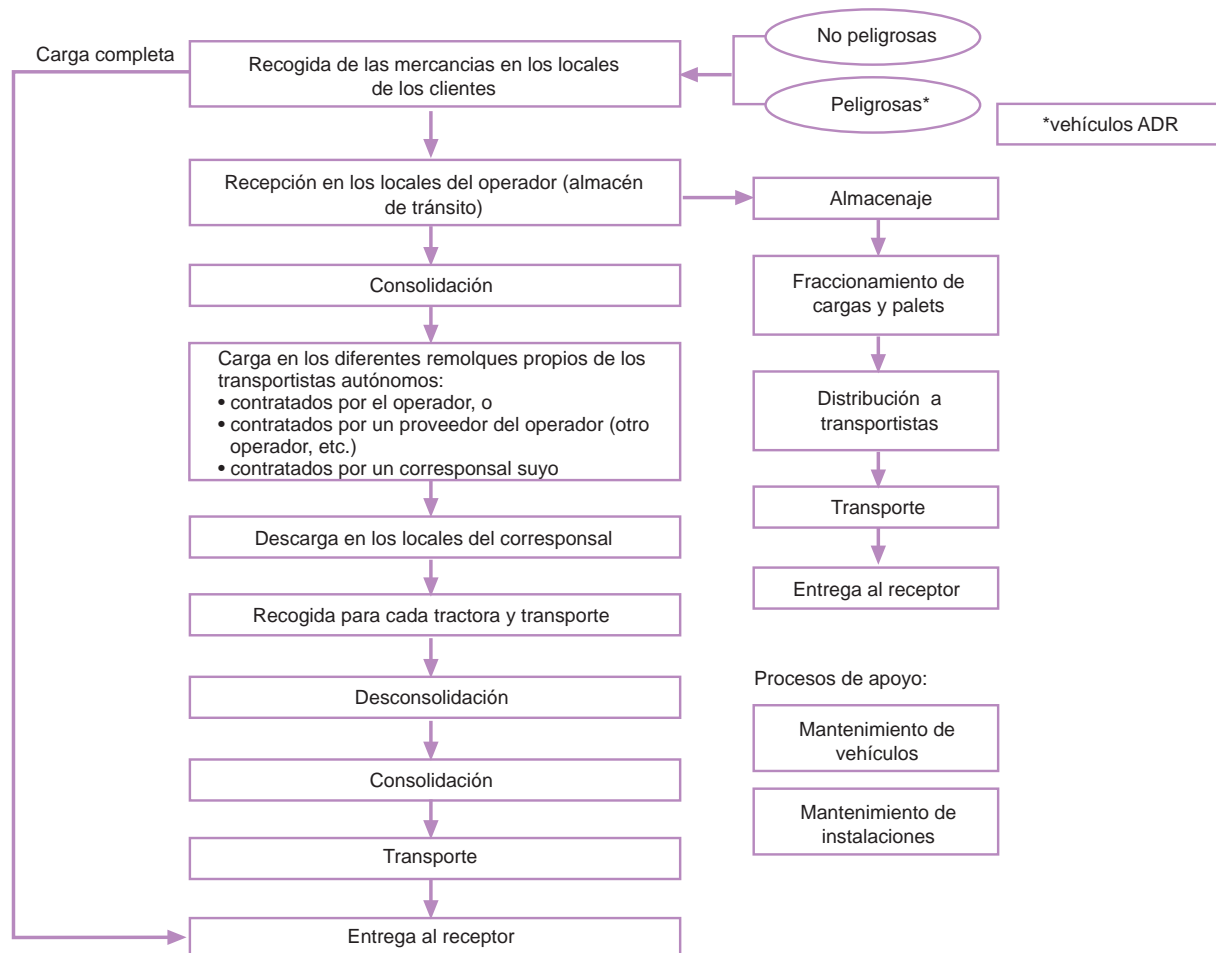 Carga completa
Recogida de las mercancias en los locales
de los clientes
No peligrosas
Peligrosas*
*vehículos ADR
Recepción en los locales del operador (almacén
de tránsito)
Consolidación
Carga en los diferentes remolques propios de los
transportistas autónomos:
• contratados por el operador, o
• contratados por un proveedor del operador (otro
operador, etc.)
• contratados por un corresponsal suyo
Descarga en los locales del corresponsal
Recogida para cada tractora y transporte
Desconsolidación
Consolidación
Transporte
Entrega al receptor
Almacenaje
Fraccionamiento de
cargas y palets
Distribución a
transportistas
Transporte
Entrega al receptor
Procesos de apoyo:
Mantenimiento de
vehículos
Mantenimiento de
instalaciones